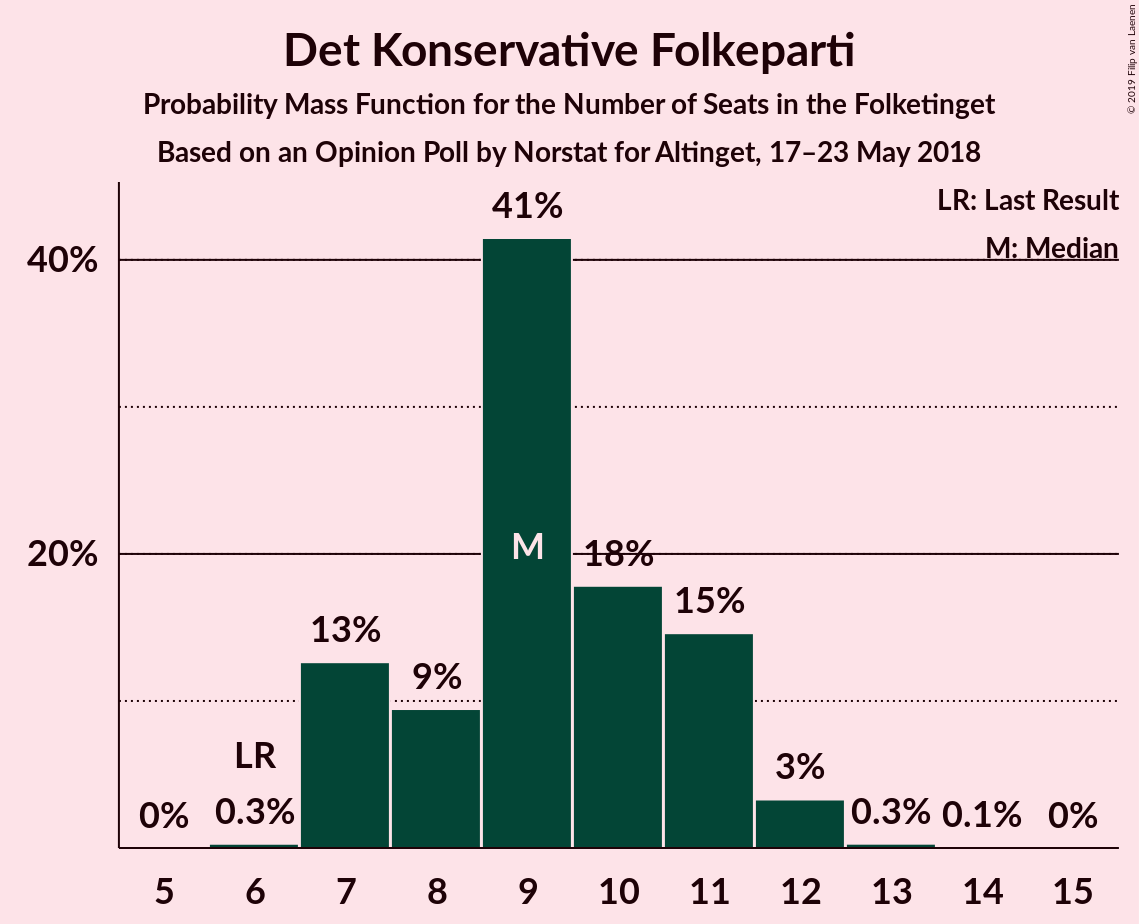 Det Konservative Folkeparti
Probability Mass Function for the Number of Seats in the Folketinget
Based on an Opinion Poll by Norstat for Altinget, 17–23 May 2018
© 2019 Filip van Laenen
LR: Last Result
M: Median
40%
20%
0%
LR
0.3%
13%
9%
41%
M
18%
15%
3%
0.3%
0.1%
0%
5 6 7 8 9 10 11 12 13 14 15